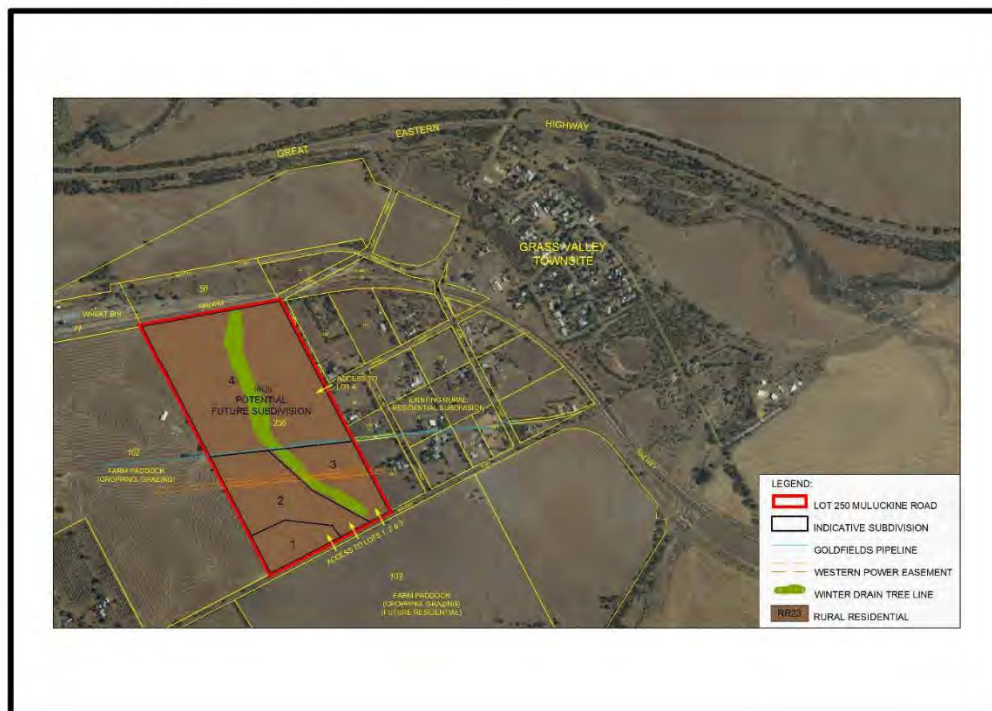 GREAT
EASTERN
HIGHWAY
GRASS VALLEY
TOWNSITE
50
WHEAT BIN
RAILWAY
4
POTENTIAL
FUTURE SUBDIVISION
250
ACCESS TO
LOT 4
EXISTING RURAL
RESIDENTIAL SUBDIVISION
102
FARM PADDOCK
(CROPPING GRAZING)
3
2
1
ACCESS TO LOTS 1, 2 & 3
103
FARM PADDOCK
(CROPPING GRAZING)
(FUTURE RESIDENTIAL)
LEGEND:
LOT 250 MULUCKINE ROAD
INDICATIVE SUBDIVISION
GOLDFIELDS PIPELINE
WESTERN POWER EASEMENT
WINTER DRAIN TREE LINE
RR23 RURAL RESIDENTIAL